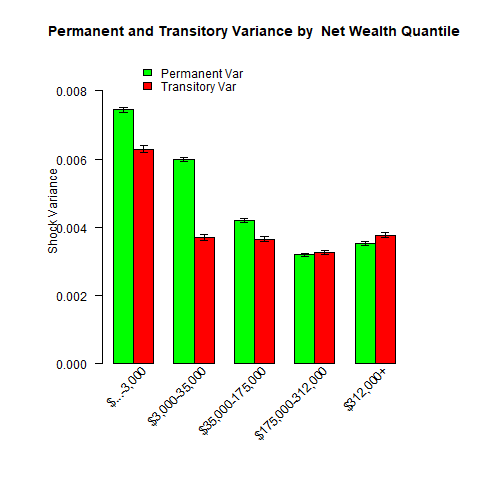 Permanent and Transitory Variance by  Net Wealth Quantile
Permanent Var
Transitory Var
Shock Variance
0.008
0.006
0.004
0.002
0.000
$...-3,000
$3,000-35,000
$35,000-175,000
$175,000-312,000
$312,000+